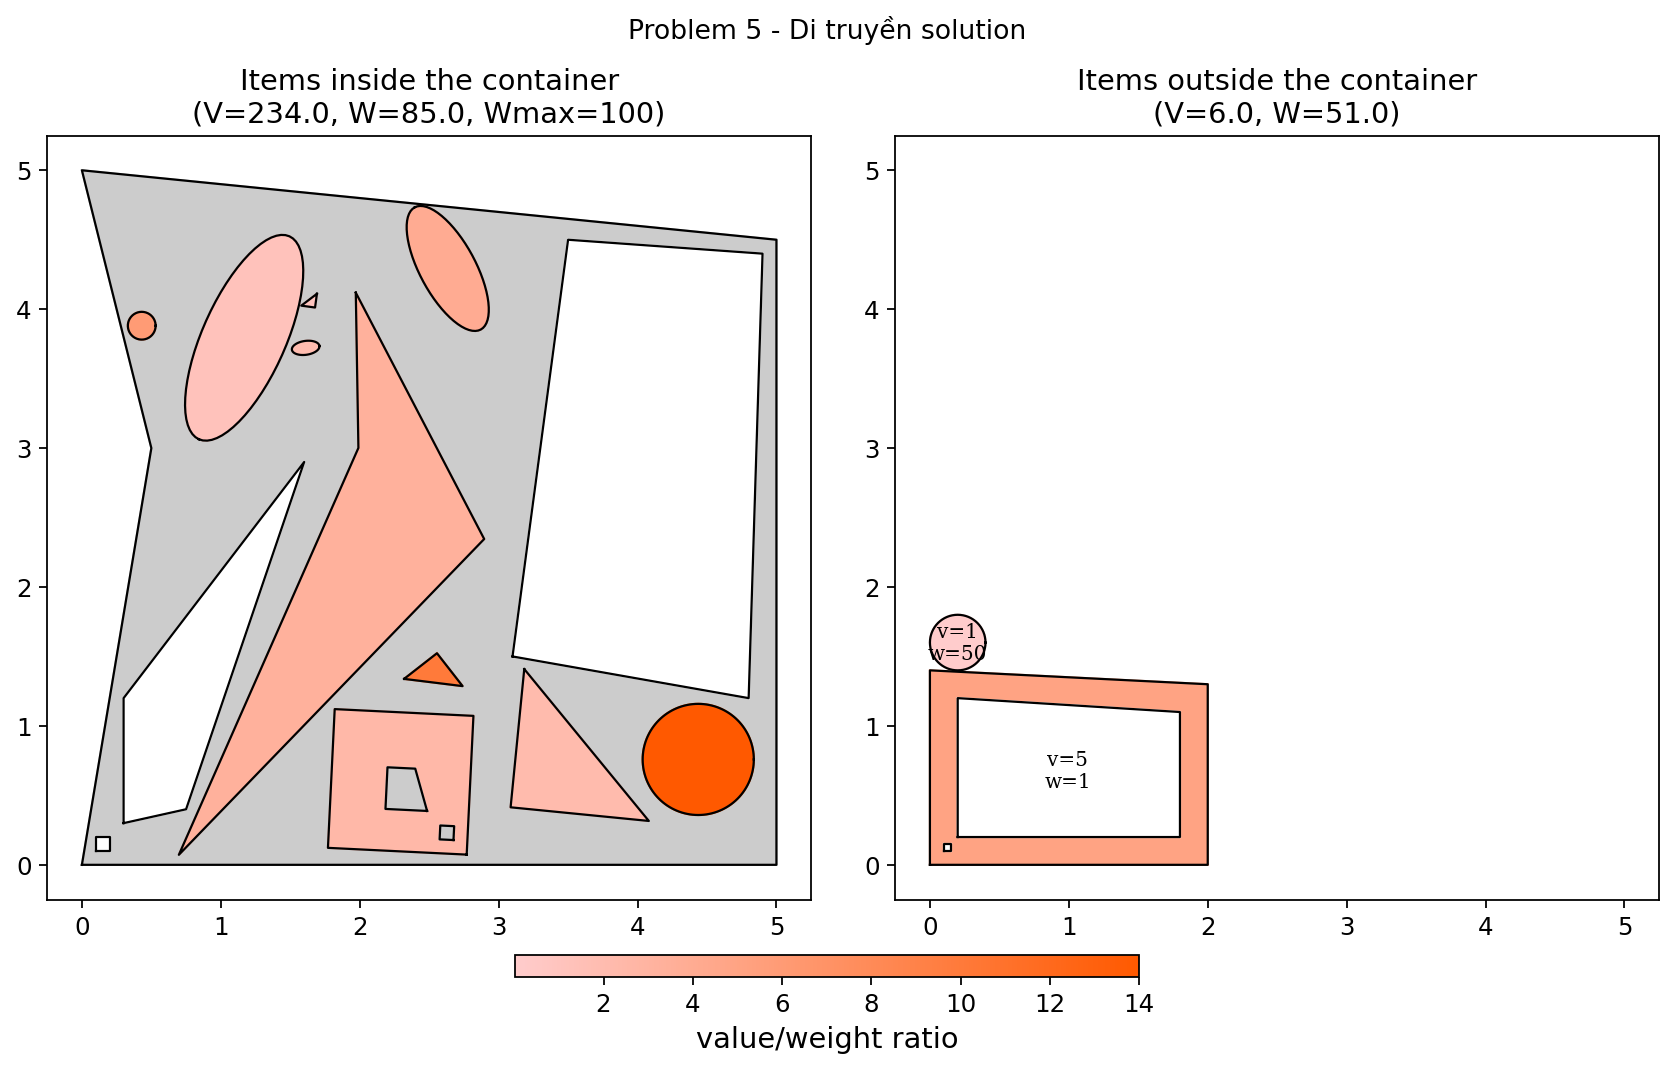 Problem 5 - Di truyền solution
Items inside the container
(V=234.0, W=85.0, Wmax=100)
5
4
3
2
1
0
0 1 2 3 4 5
Items outside the container
(V=6.0, W=51.0)
5
4
3
2
1
0
v=1
w=50
v=5
w=1
0 1 2 3 4 5
2 4 6 8 10 12 14
value/weight ratio